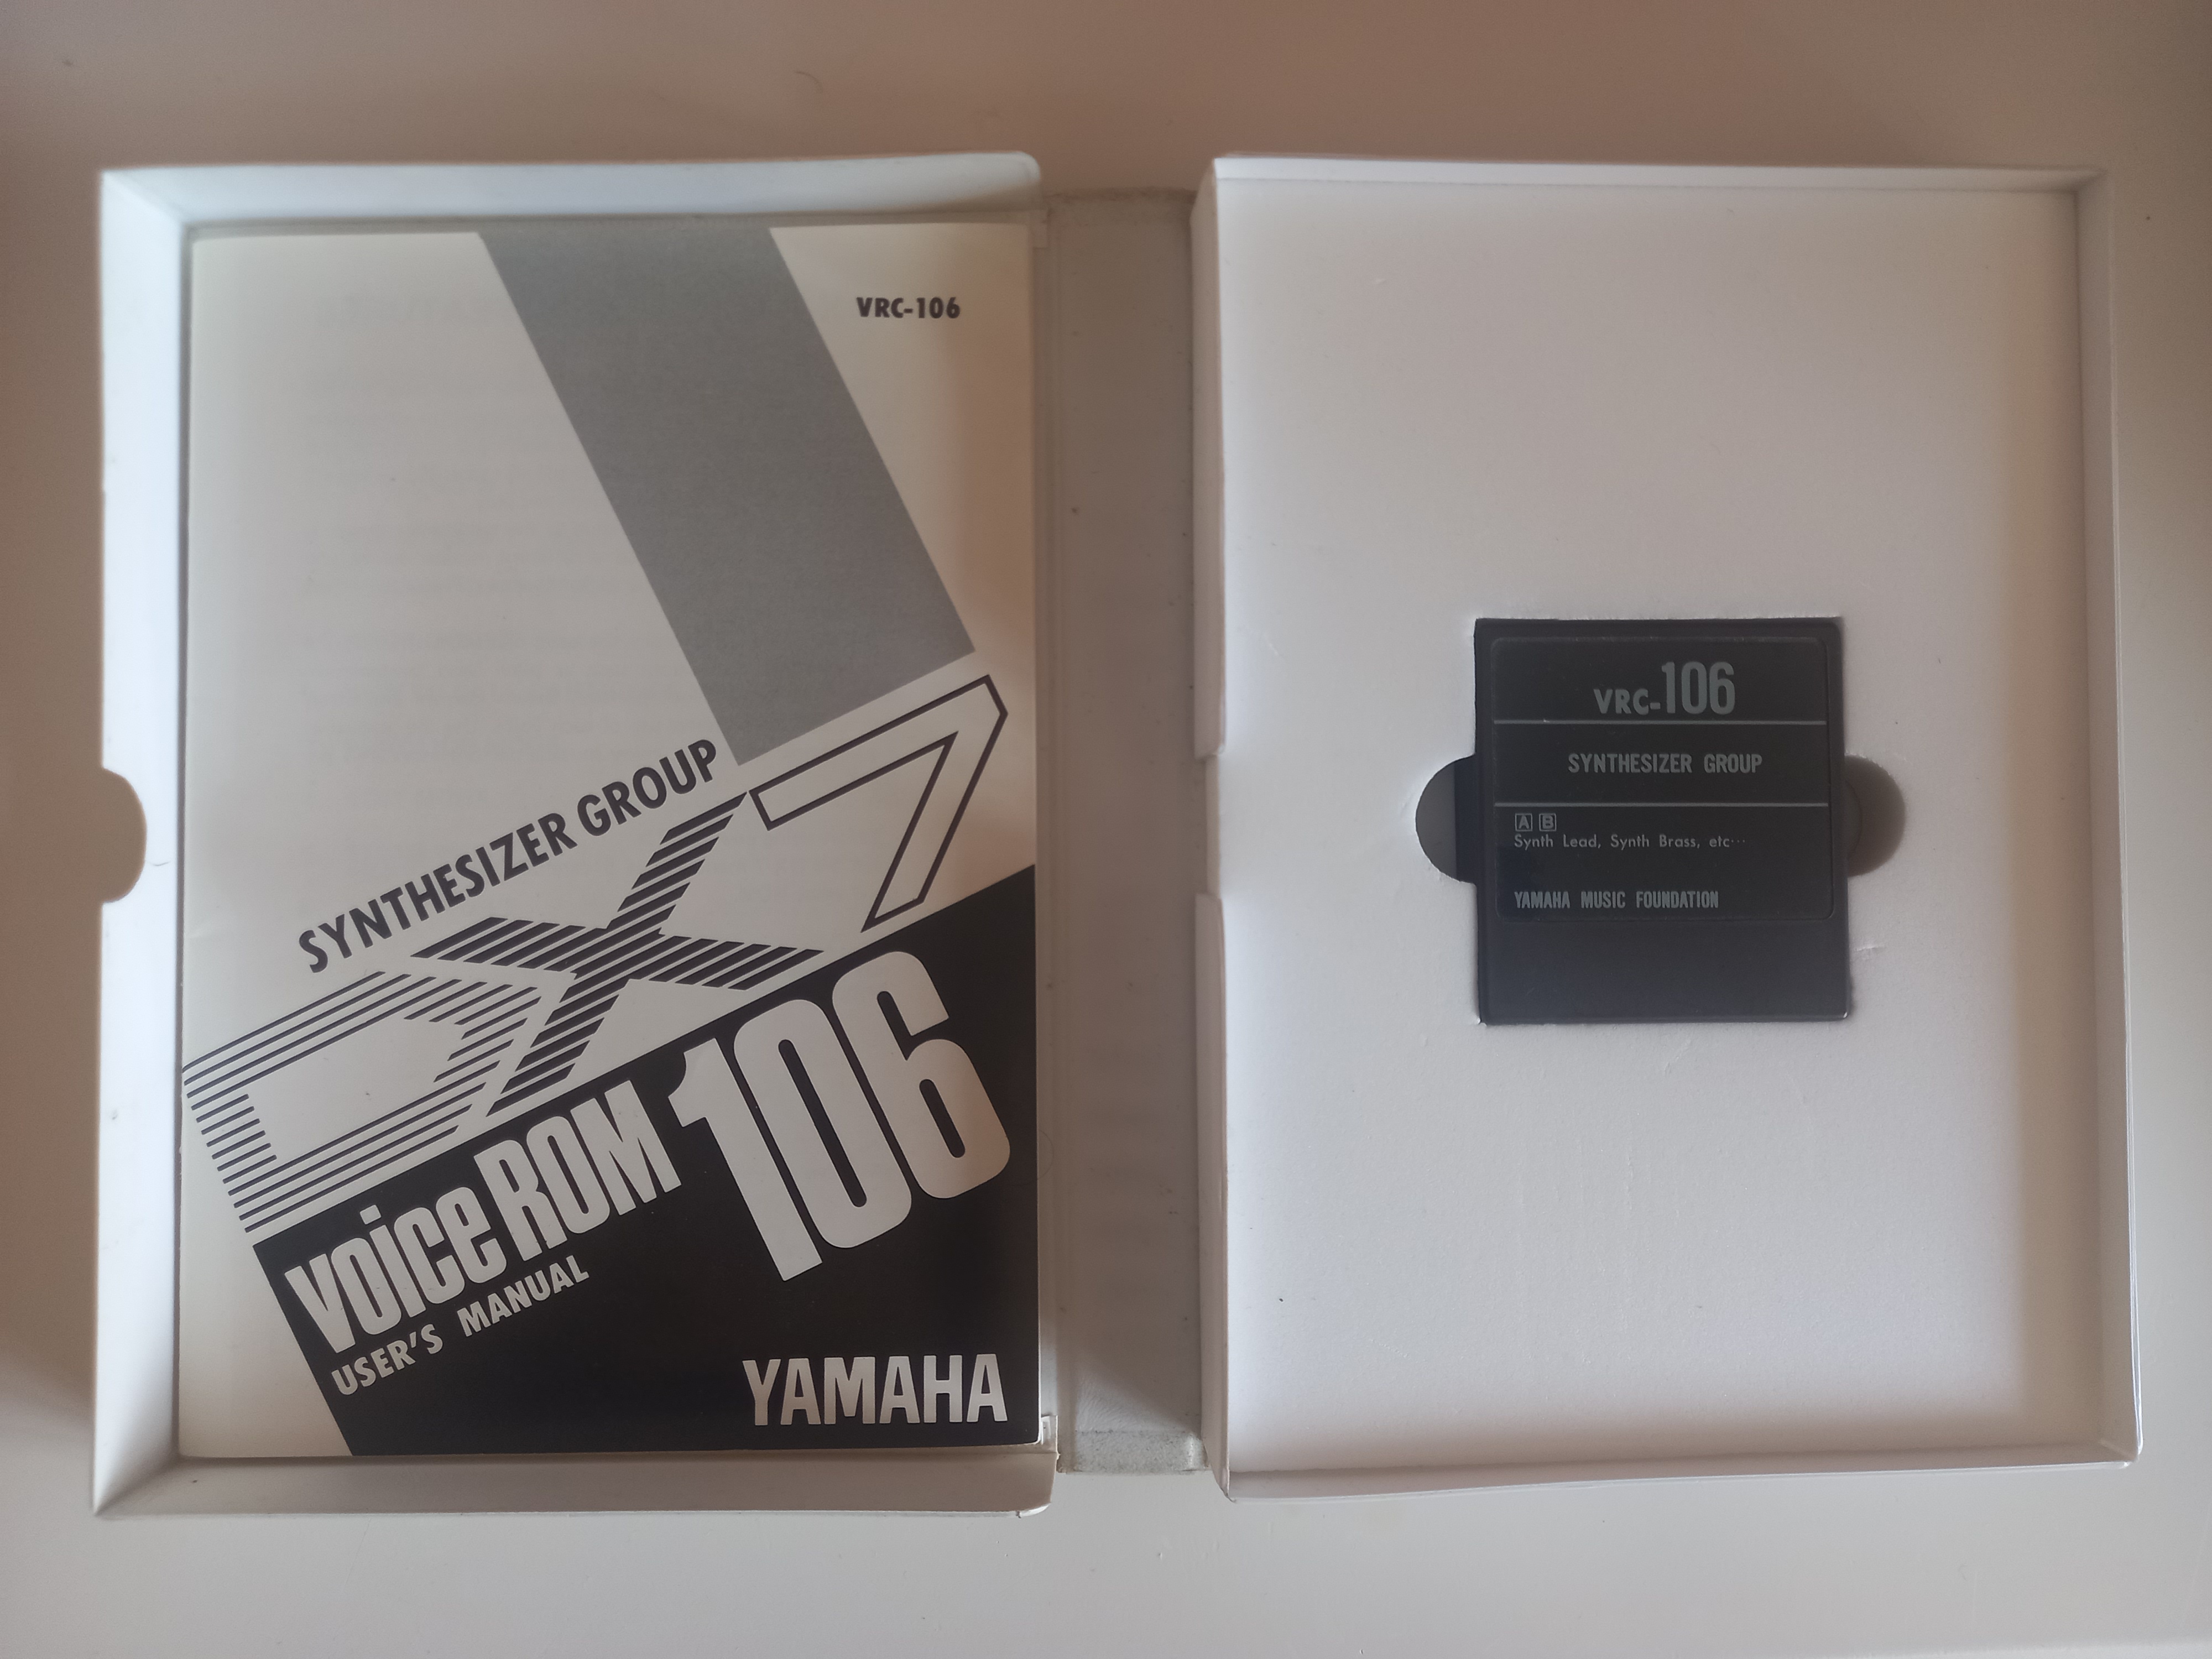 VRC-106
SYNTHESIZER GROUP
DX7
Voice ROM 106
USER'S MANUAL
YAMAHA
VRC-106
SYNTHESIZER GROUP
A B
Synth Lead, Synth Brass, etc···
YAMAHA MUSIC FOUNDATION